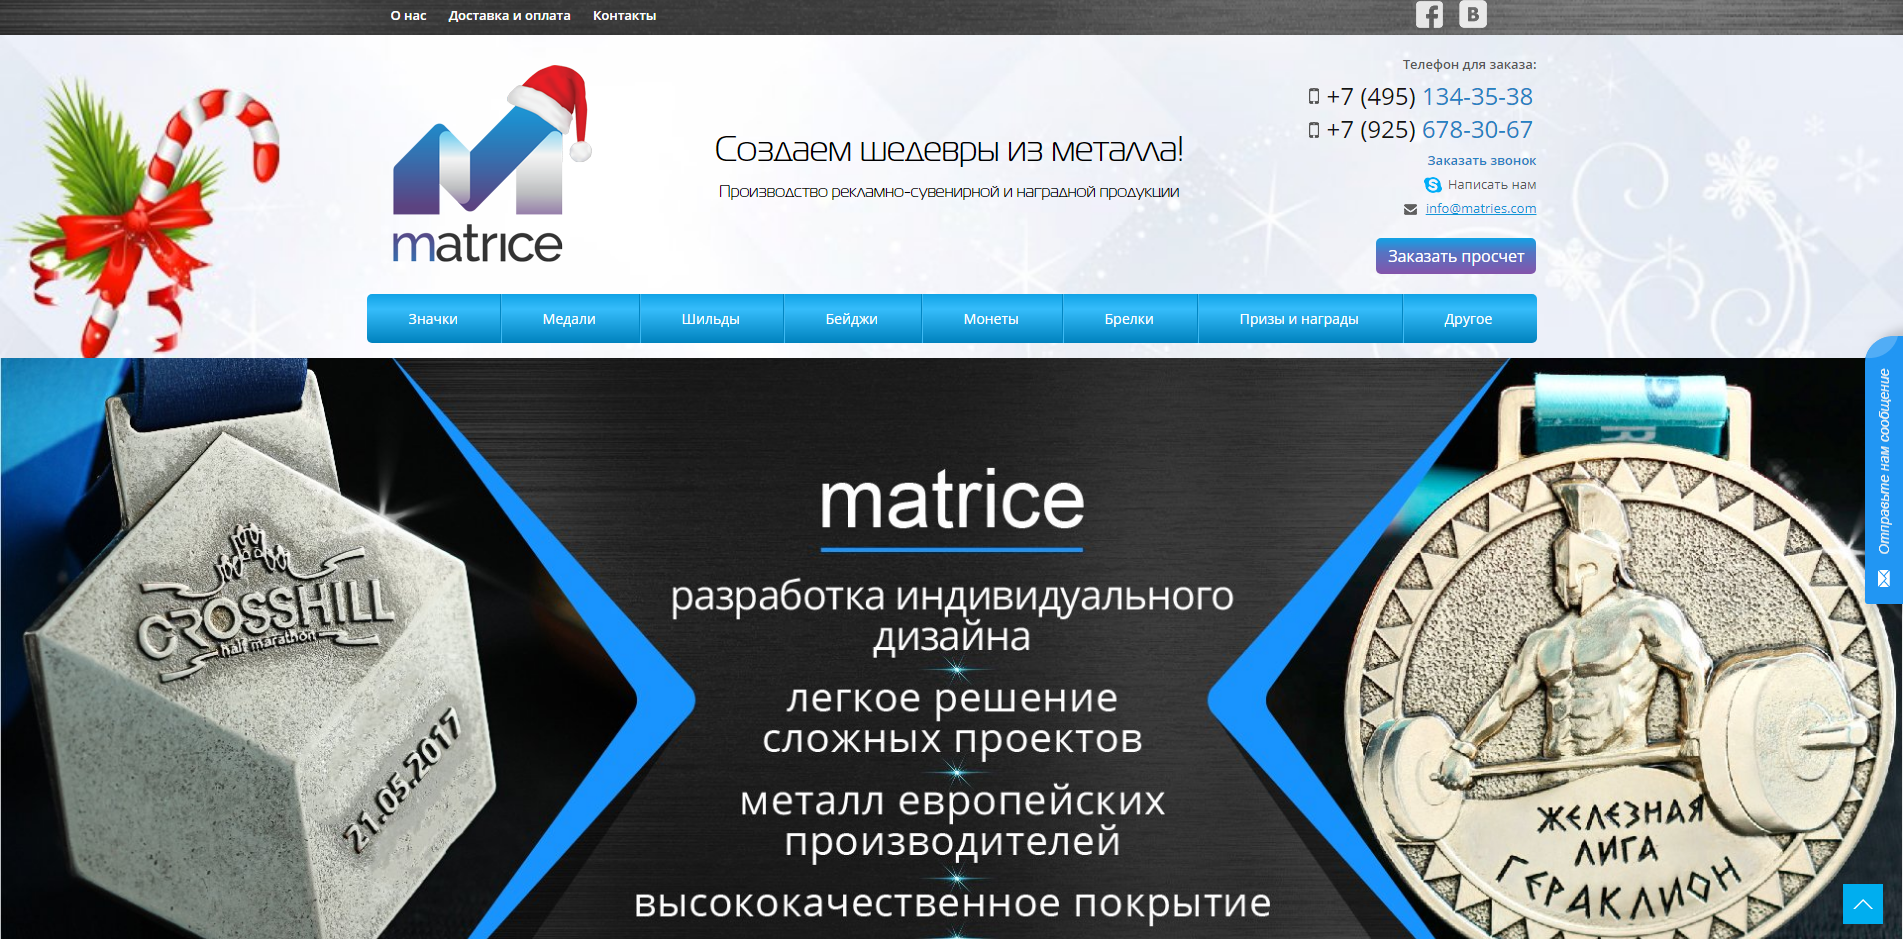 О нас Доставка и оплата Контакты
Телефон для заказа:
+7 (495) 134-35-38
+7 (925) 678-30-67
Заказать звонок
Написать нам
info@matries.com
Заказать просчет
matrice
Создаем шедевры из металла!
Производство рекламно-сувенирной и наградной продукции
Значки Медали Шильды Бейджи Монеты Брелки Призы и награды Другое
Отправьте нам сообщение
CROSSHILL
half marathon
21.05.2017
matrice
разработка индивидуального
дизайна
легкое решение
сложных проектов
металл европейских
производителей
высококачественное покрытие
ЖЕЛЕЗНАЯ
ЛИГА
ГЕРАКЛИОН